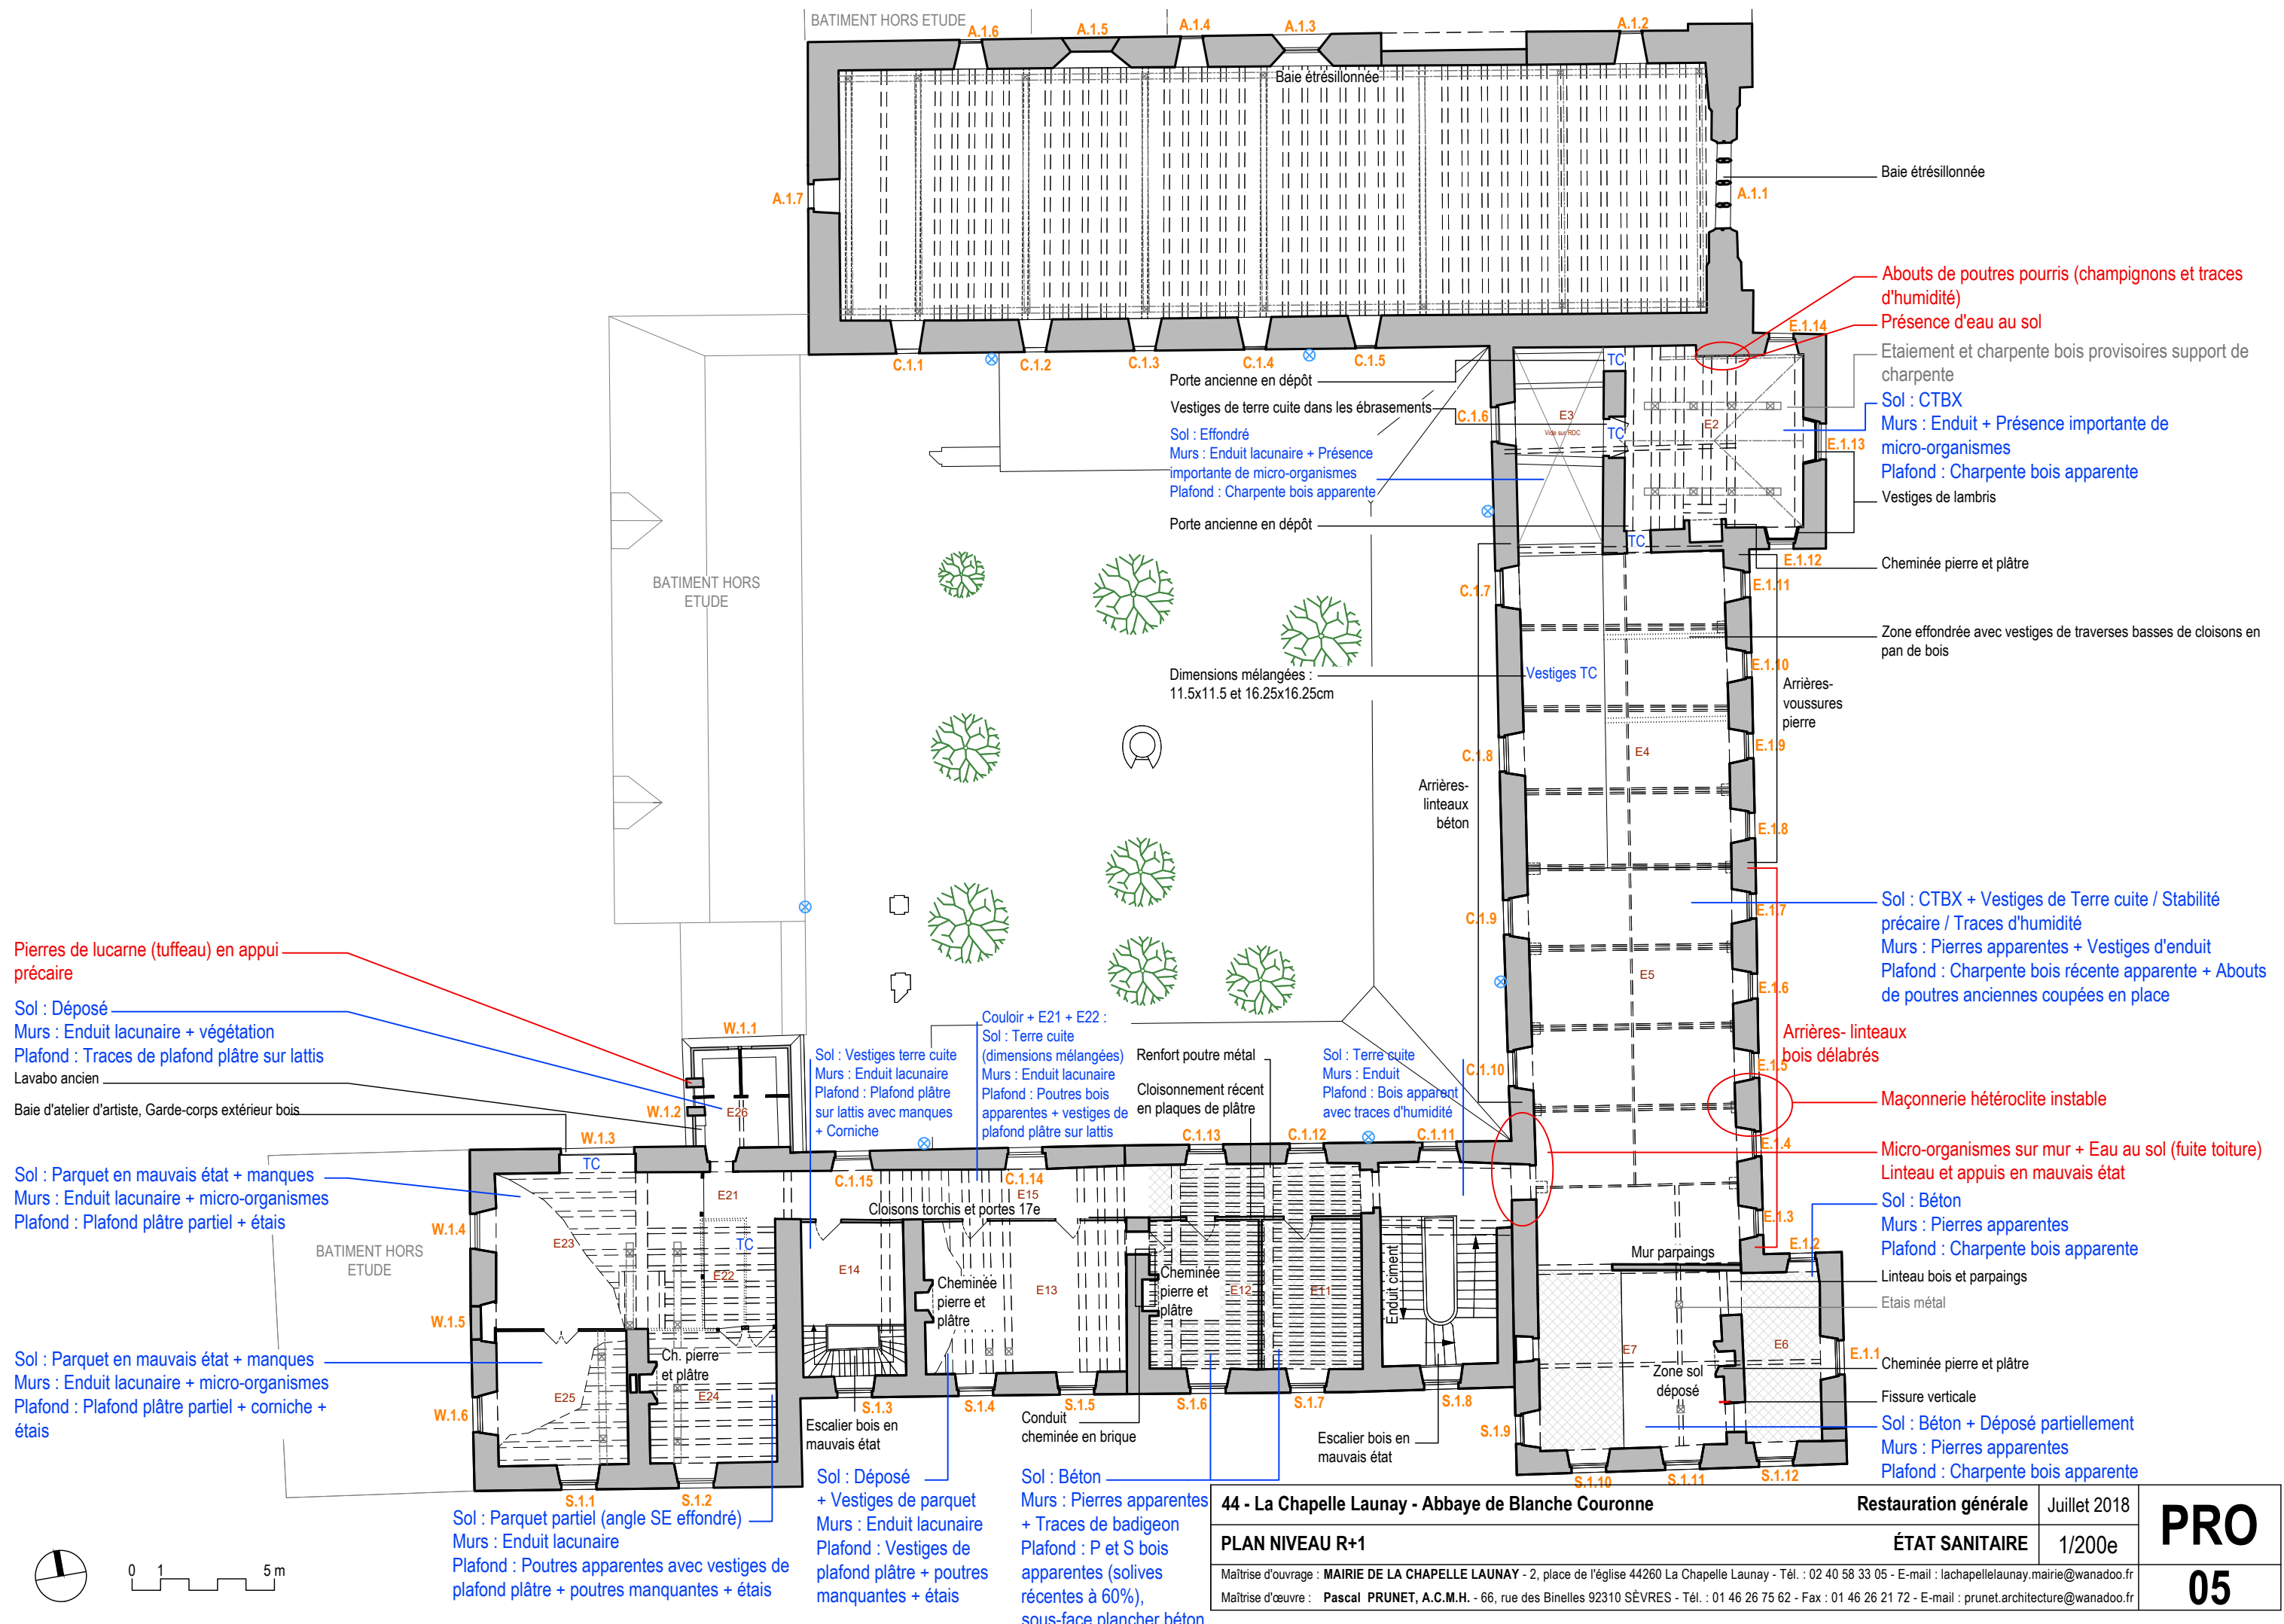 BATIMENT HORS ETUDE
A.1.6
A.1.5
A.1.4
A.1.3
A.1.2
Baie étrésillonnée
A.1.7
A.1.1
Baie étrésillonnée
C.1.1
C.1.2
C.1.3
C.1.4
C.1.5
E.1.14
Abouts de poutres pourris (champignons et traces
d'humidité)
Présence d'eau au sol
Etaiement et charpente bois provisoires support de
charpente
Sol : CTBX
Murs : Enduit + Présence importante de
micro-organismes
Plafond : Charpente bois apparente
Vestiges de lambris
Cheminée pierre et plâtre
Zone effondrée avec vestiges de traverses basses de cloisons en
pan de bois
Porte ancienne en dépôt
Vestiges de terre cuite dans les ébrasements
Sol : Effondré
Murs : Enduit lacunaire + Présence
importante de micro-organismes
Plafond : Charpente bois apparente
Porte ancienne en dépôt
C.1.6
E3
Vide sur RDC
TC
TC
TC
E2
E.1.13
E.1.12
E.1.11
E.1.10
C.1.7
BATIMENT HORS
ETUDE
Dimensions mélangées :
11.5x11.5 et 16.25x16.25cm
Vestiges TC
Arrières-
voussures
pierre
E4
E.1.9
C.1.8
Arrières-
linteaux
béton
E.1.8
E.1.7
C.1.9
E5
E.1.6
Sol : CTBX + Vestiges de Terre cuite / Stabilité
précaire / Traces d'humidité
Murs : Pierres apparentes + Vestiges d'enduit
Plafond : Charpente bois récente apparente + Abouts
de poutres anciennes coupées en place
Arrières- linteaux
bois délabrés
E.1.5
Maçonnerie hétéroclite instable
E.1.4
Micro-organismes sur mur + Eau au sol (fuite toiture)
Linteau et appuis en mauvais état
Sol : Béton
Murs : Pierres apparentes
Plafond : Charpente bois apparente
E.1.3
E.1.2
Mur parpaings
Linteau bois et parpaings
Etais métal
Pierres de lucarne (tuffeau) en appui
précaire
Sol : Déposé
Murs : Enduit lacunaire + végétation
Plafond : Traces de plafond plâtre sur lattis
Lavabo ancien
Baie d'atelier d'artiste, Garde-corps extérieur bois
W.1.1
W.1.2
E26
W.1.3
TC
Sol : Vestiges terre cuite
Murs : Enduit lacunaire
Plafond : Plafond plâtre
sur lattis avec manques
+ Corniche
Couloir + E21 + E22 :
Sol : Terre cuite
(dimensions mélangées)
Murs : Enduit lacunaire
Plafond : Poutres bois
apparentes + vestiges de
plafond plâtre sur lattis
Renfort poutre métal
Cloisonnement récent
en plaques de plâtre
Sol : Terre cuite
Murs : Enduit
Plafond : Bois apparent
avec traces d'humidité
C.1.10
C.1.13
C.1.12
C.1.11
C.1.15
C.1.14
E15
Cloisons torchis et portes 17e
Sol : Parquet en mauvais état + manques
Murs : Enduit lacunaire + micro-organismes
Plafond : Plafond plâtre partiel + étais
W.1.4
BATIMENT HORS
ETUDE
E21
E23
TC
E22
E14
Cheminée
pierre et
plâtre
E13
Cheminée
pierre et
plâtre
E12
E11
Enduit ciment
E7
E6
E.1.1
Zone sol
déposé
Cheminée pierre et plâtre
Fissure verticale
Sol : Béton + Déposé partiellement
Murs : Pierres apparentes
Plafond : Charpente bois apparente
W.1.5
Sol : Parquet en mauvais état + manques
Murs : Enduit lacunaire + micro-organismes
Plafond : Plafond plâtre partiel + corniche +
étais
W.1.6
E25
Ch. pierre
et plâtre
E24
S.1.1
S.1.2
S.1.3
S.1.4
S.1.5
S.1.6
S.1.7
S.1.8
S.1.9
S.1.10
S.1.11
S.1.12
Escalier bois en
mauvais état
Conduit
cheminée en brique
Escalier bois en
mauvais état
Sol : Parquet partiel (angle SE effondré)
Murs : Enduit lacunaire
Plafond : Poutres apparentes avec vestiges de
plafond plâtre + poutres manquantes + étais
Sol : Déposé
+ Vestiges de parquet
Murs : Enduit lacunaire
Plafond : Vestiges de
plafond plâtre + poutres
manquantes + étais
Sol : Béton
Murs : Pierres apparentes
+ Traces de badigeon
Plafond : P et S bois
apparentes (solives
récentes à 60%),
sous-face plancher béton
0 1 5 m
44 - La Chapelle Launay - Abbaye de Blanche Couronne
Restauration générale
Juillet 2018
PLAN NIVEAU R+1
ÉTAT SANITAIRE
1/200e
PRO
05
Maîtrise d'ouvrage : MAIRIE DE LA CHAPELLE LAUNAY - 2, place de l'église 44260 La Chapelle Launay - Tél. : 02 40 58 33 05 - E-mail : lachapellelaunay.mairie@wanadoo.fr
Maîtrise d'œuvre : Pascal PRUNET, A.C.M.H. - 66, rue des Binelles 92310 SÈVRES - Tél. : 01 46 26 75 62 - Fax : 01 46 26 21 72 - E-mail : prunet.architecture@wanadoo.fr